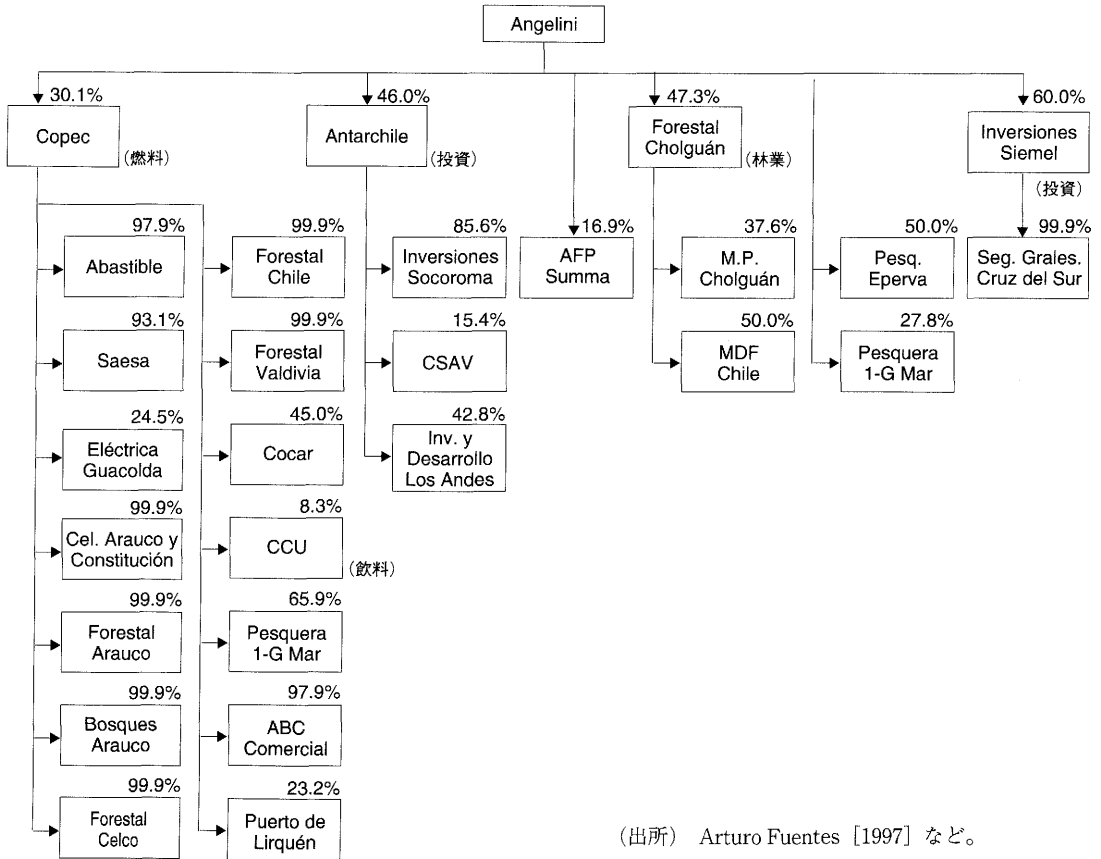 Angelini
30.1%
Copec
(燃料)
46.0%
Antarchile
(投資)
47.3%
Forestal
Cholguán
(林業)
60.0%
Inversiones
Siemel
(投資)
97.9%
Abastible
93.1%
Saesa
24.5%
Eléctrica
Guacolda
99.9%
Cel. Arauco y
Constitución
99.9%
Forestal
Arauco
99.9%
Bosques
Arauco
99.9%
Forestal
Celco
99.9%
Forestal
Chile
99.9%
Forestal
Valdivia
45.0%
Cocar
8.3%
CCU
(飲料)
65.9%
Pesquera
1-G Mar
97.9%
ABC
Comercial
23.2%
Puerto de
Lirquén
85.6%
Inversiones
Socoroma
15.4%
CSAV
42.8%
Inv. y
Desarrollo
Los Andes
16.9%
AFP
Summa
37.6%
M.P.
Cholguán
50.0%
MDF
Chile
50.0%
Pesq.
Eperva
27.8%
Pesquera
1-G Mar
99.9%
Seg. Grales.
Cruz del Sur
(出所) Arturo Fuentes [1997] など。